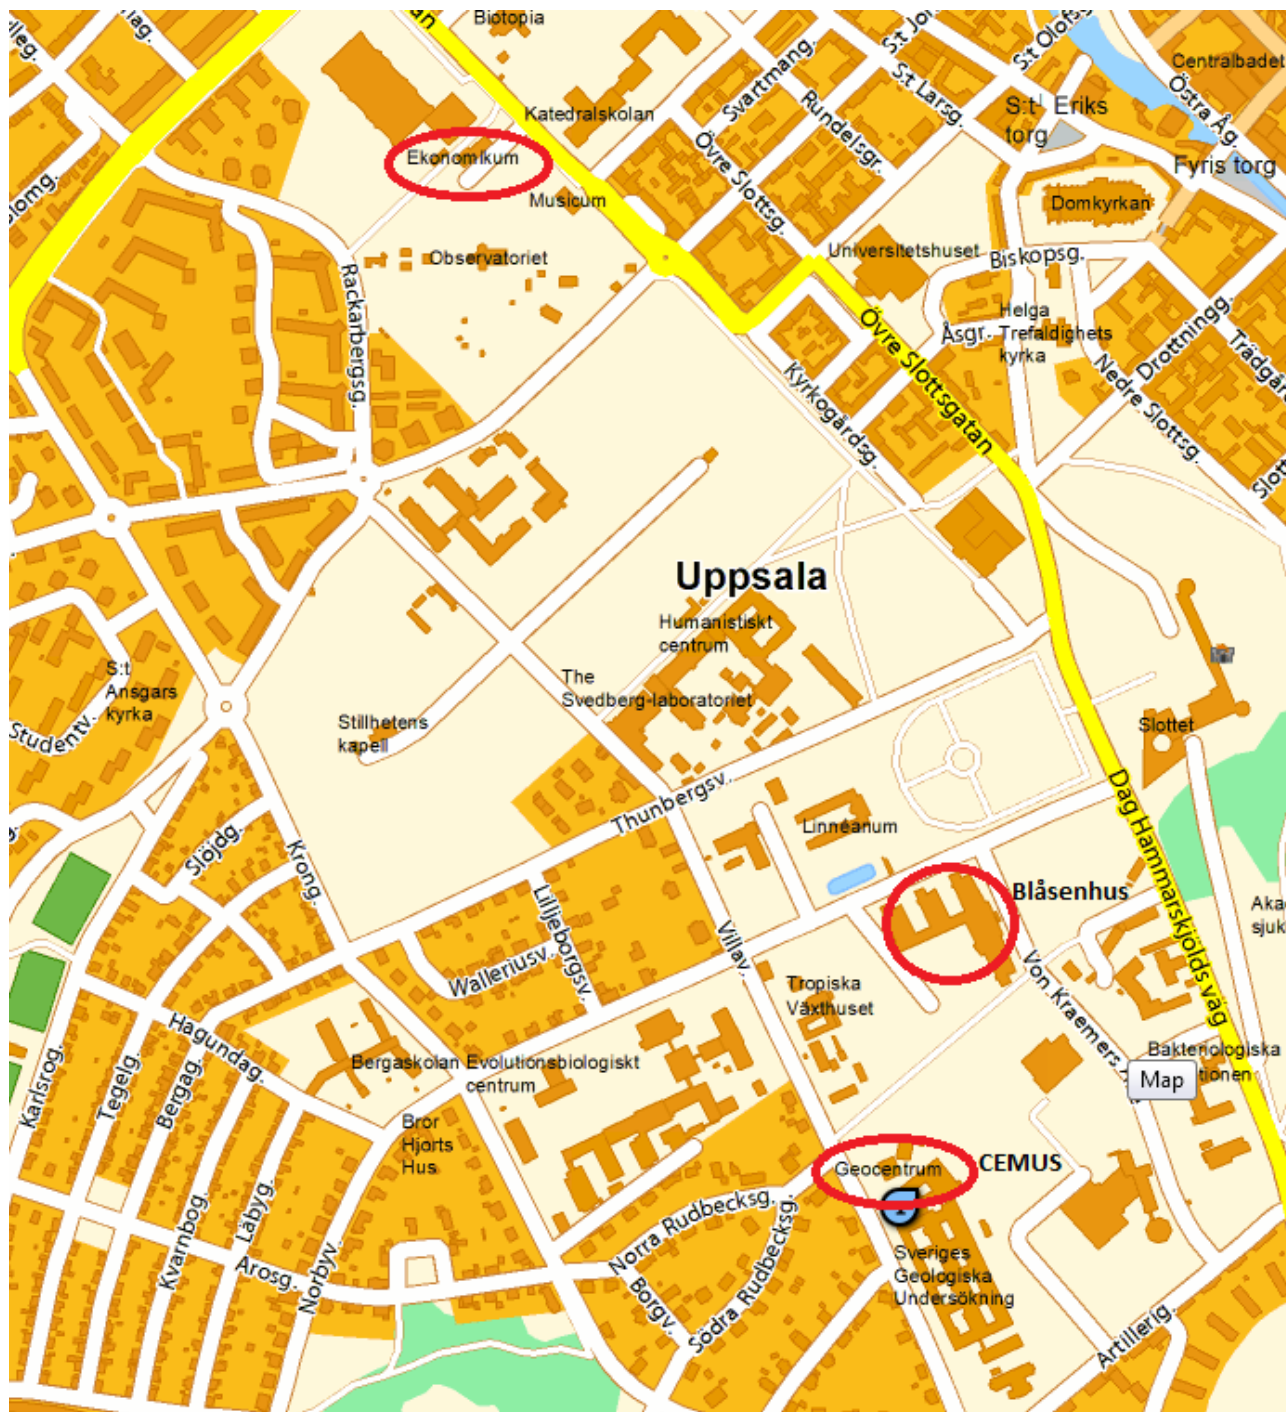 Biotopia
S:t Olofsg.
Centralbadet
Svartmang.
S:t Larsg.
Östra Åg.
Katedralskolan
Rundelsgr.
S:t Eriks
torg
Ekonomikum
Övre Slottsg.
Fyris torg
Musicum
Domkyrkan
Observatoriet
Universitetshuset
Biskopsg.
Rackarbergsg.
Helga
Trefaldighets
kyrka
Åsgr.
Övre Slottsgatan
Drottningg.
Kyrkogårdsg.
Nedre Slottsg.
Uppsala
Humanistiskt
centrum
The
Svedberg-laboratoriet
S:t
Ansgars
kyrka
Studentv.
Stillhetens
kapell
Slottet
Thunbergsv.
Linnéanum
Dag Hammarskjölds väg
Slöjdg.
Krong.
Blåsenhus
Liljeborgsv.
Walleriusv.
Villav.
Von Kraemers
Tropiska
Växthuset
Hagundag.
Karlsrog.
Tegelg.
Bergag.
Bergaskolan
Evolutionsbiologiskt
centrum
Bakteriologiska
Map
Bror
Hjorts
Hus
Geocentrum
CEMUS
Kvarnbog.
Läbyg.
Norbyv.
Arosg.
Norra Rudbecksg.
Borgv.
Södra Rudbecksg.
Sveriges
Geologiska
Undersökning
Artillerig.